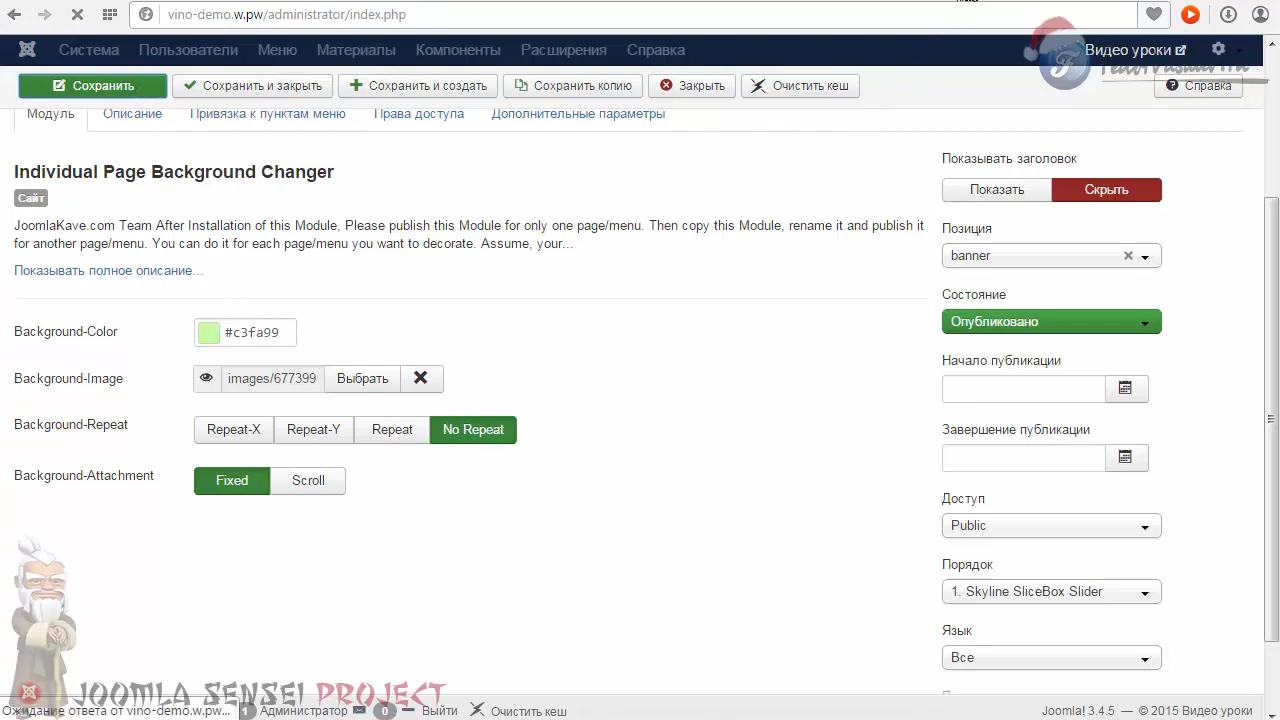 vino-demo.w.pw/administrator/index.php
Система Пользователи Меню Материалы Компоненты Расширения Справка Видео уроки
Сохранить Сохранить и закрыть Сохранить и создать Сохранить копию Закрыть Очистить кеш Справка
Модуль Описание Привязка к пунктам меню Права доступа Дополнительные параметры
Individual Page Background Changer
Сайт
JoomlaKave.com Team After Installation of this Module, Please publish this Module for only one page/menu. Then copy this Module, rename it and publish it
for another page/menu. You can do it for each page/menu you want to decorate. Assume, your...
Показывать полное описание...
Background-Color #c3fa99
Background-Image images/677399 Выбрать
Background-Repeat Repeat-X Repeat-Y Repeat No Repeat
Background-Attachment Fixed Scroll
Показывать заголовок
Показать Скрыть
Позиция
banner
Состояние
Опубликовано
Начало публикации
Завершение публикации
Доступ
Public
Порядок
1. Skyline SliceBox Slider
Язык
Все
JOOMLA SENSEI PROJECT
Ожидание ответа от vino-demo.w.pw... 1 Администратор 0 Выйти Очистить кеш Joomla! 3.4.5 — © 2015 Видео уроки